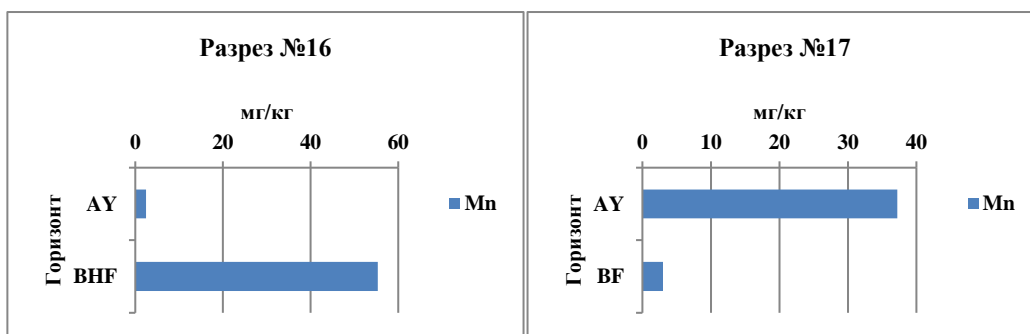 Разрез №16
мг/кг
0 20 40 60
AY
BHF
Горизонт
Mn
Разрез №17
мг/кг
0 10 20 30 40
AY
BF
Горизонт
Mn